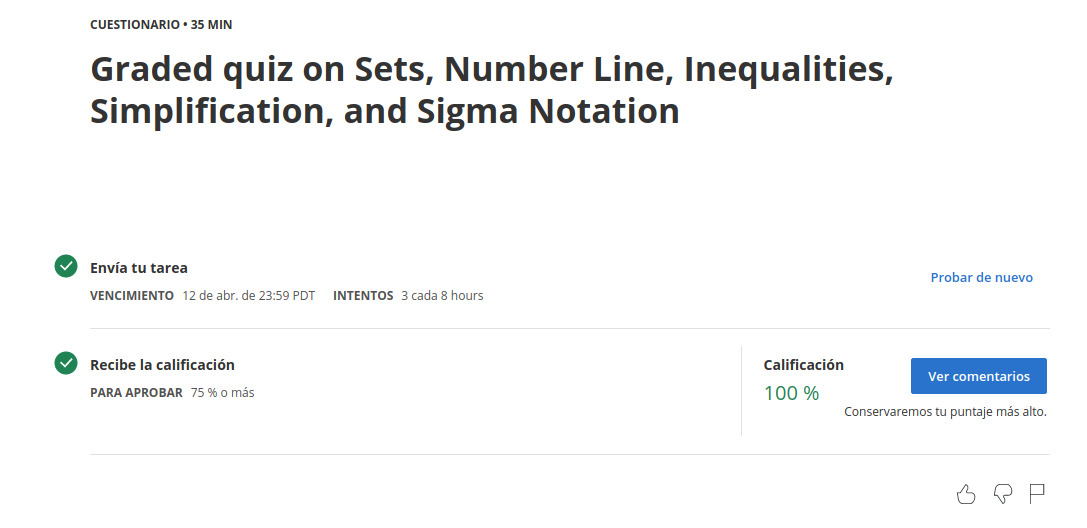 CUESTIONARIO • 35 MIN
Graded quiz on Sets, Number Line, Inequalities,
Simplification, and Sigma Notation
Envía tu tarea
VENCIMIENTO 12 de abr. de 23:59 PDT INTENTOS 3 cada 8 hours
Probar de nuevo
Recibe la calificación
PARA APROBAR 75 % o más
Calificación
100 %
Ver comentarios
Conservaremos tu puntaje más alto.